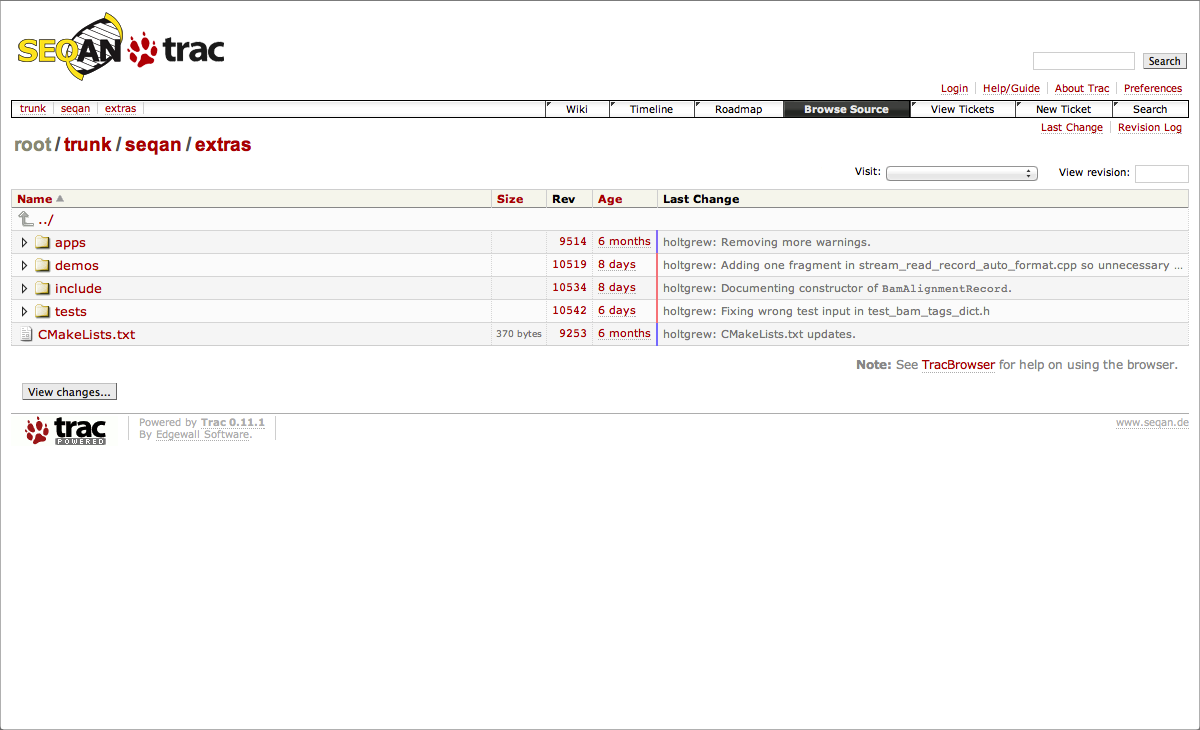 SEQAN trac
Search
Login Help/Guide About Trac Preferences
trunk seqan extras Wiki Timeline Roadmap Browse Source View Tickets New Ticket Search
Last Change Revision Log
root / trunk / seqan / extras
Visit: View revision:
Name Size Rev Age Last Change
../
apps 9514 6 months holtgrew: Removing more warnings.
demos 10519 8 days holtgrew: Adding one fragment in stream_read_record_auto_format.cpp so unnecessary ...
include 10534 8 days holtgrew: Documenting constructor of BamAlignmentRecord.
tests 10542 6 days holtgrew: Fixing wrong test input in test_bam_tags_dict.h
CMakeLists.txt 370 bytes 9253 6 months holtgrew: CMakeLists.txt updates.
Note: See TracBrowser for help on using the browser.
View changes...
trac POWERED
Powered by Trac 0.11.1
By Edgewall Software.
www.seqan.de